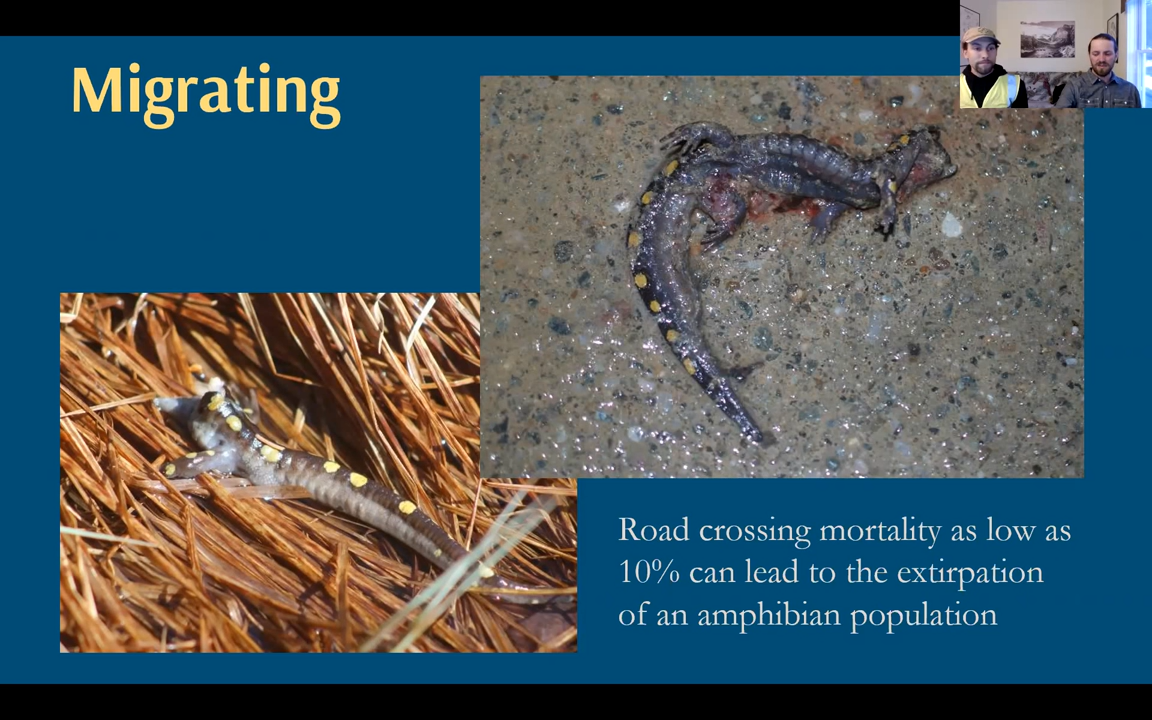 Migrating
Road crossing mortality as low as
10% can lead to the extirpation
of an amphibian population